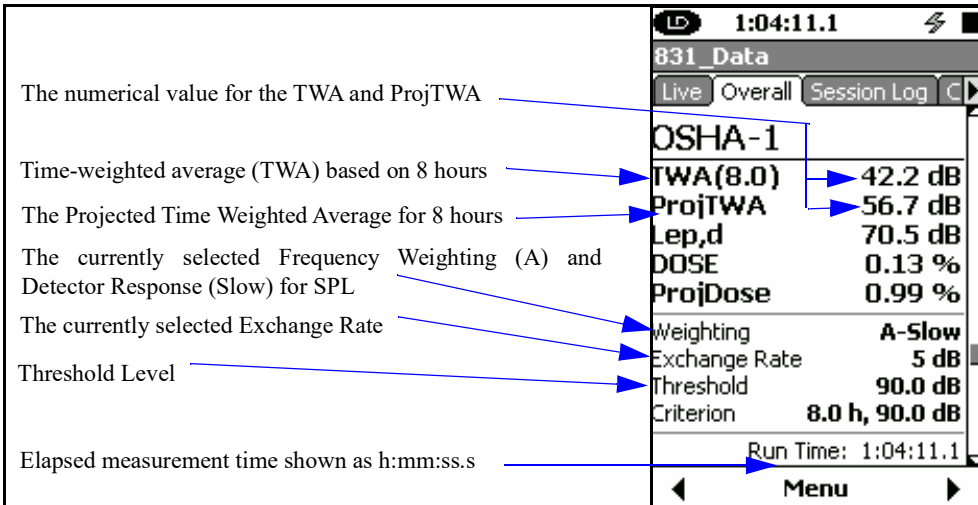 LD 1:04:11.1
831_Data
Live Overall Session Log C
OSHA-1
The numerical value for the TWA and ProjTWA
Time-weighted average (TWA) based on 8 hours
TWA(8.0) 42.2 dB
The Projected Time Weighted Average for 8 hours
ProjTWA 56.7 dB
Lep,d 70.5 dB
DOSE 0.13 %
ProjDose 0.99 %
The currently selected Frequency Weighting (A) and
Detector Response (Slow) for SPL
Weighting A-Slow
The currently selected Exchange Rate
Exchange Rate 5 dB
Threshold Level
Threshold 90.0 dB
Criterion 8.0 h, 90.0 dB
Elapsed measurement time shown as h:mm:ss.s
Run Time: 1:04:11.1
Menu